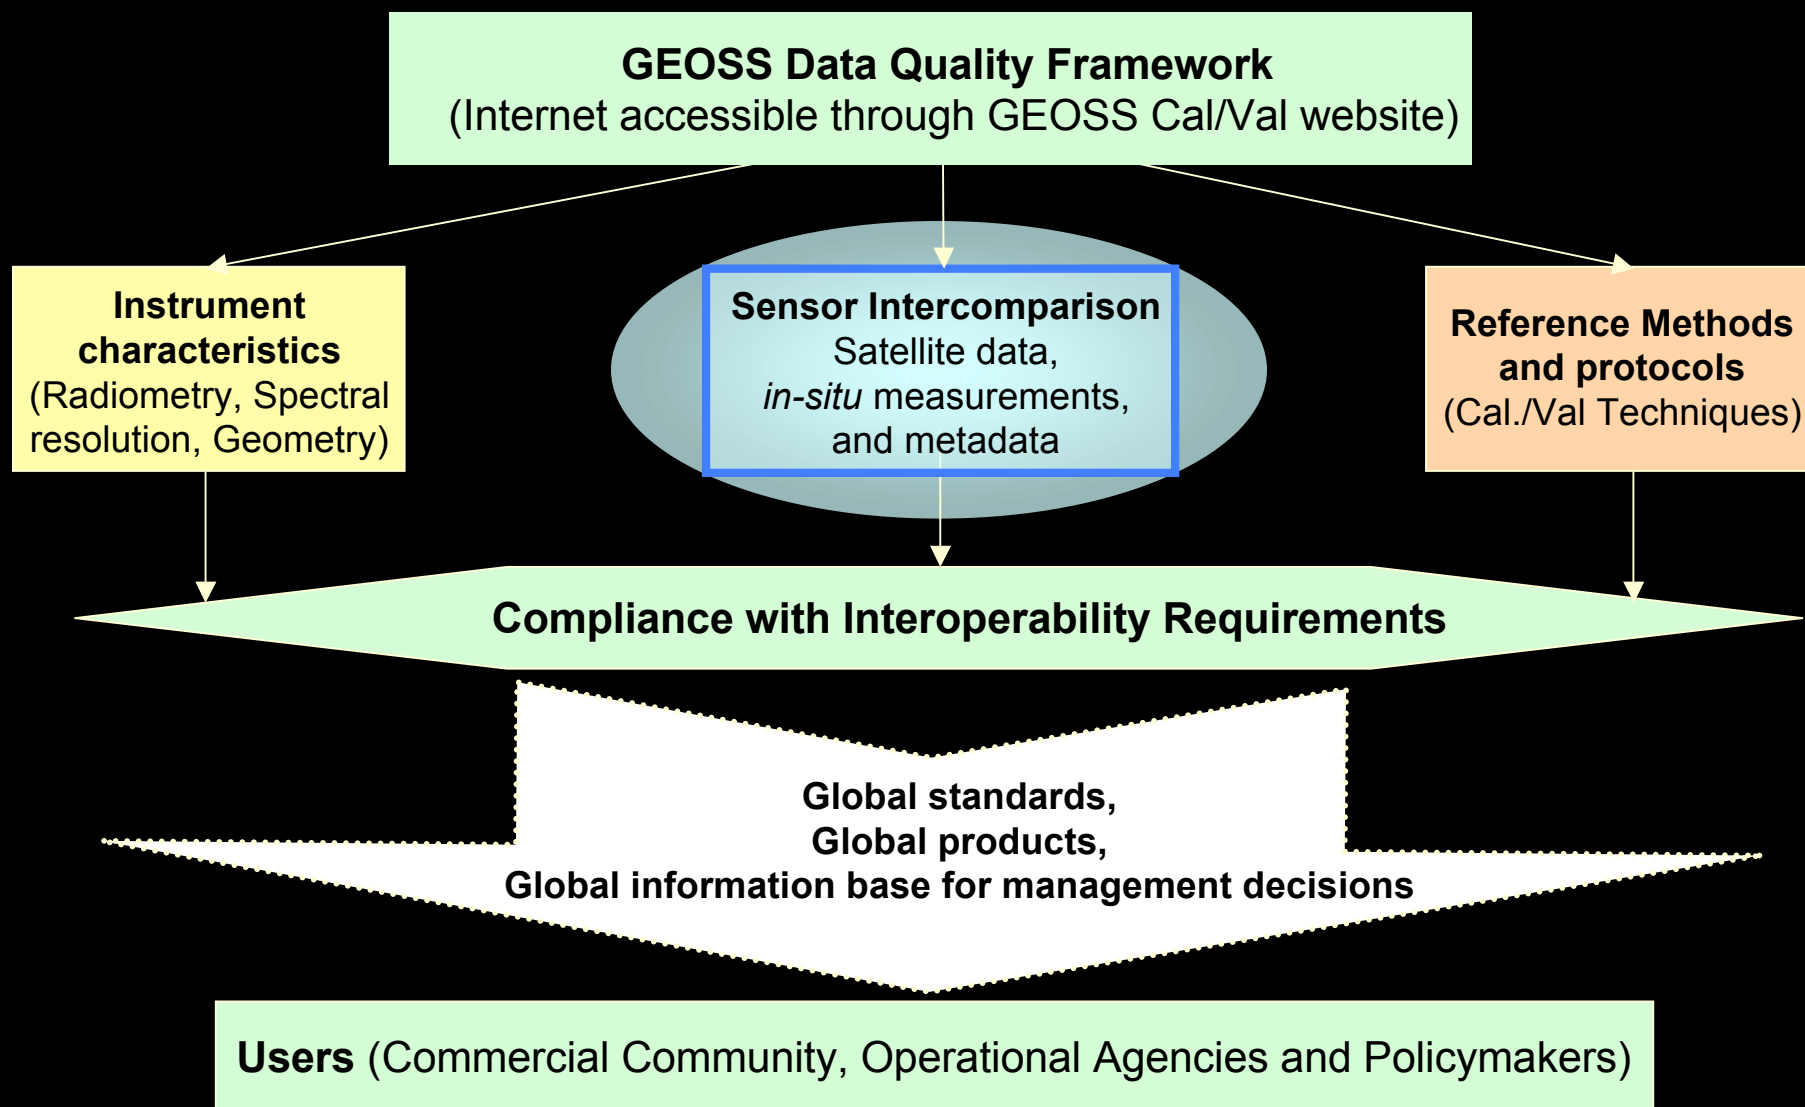 GEOSS Data Quality Framework
(Internet accessible through GEOSS Cal/Val website)
Instrument
characteristics
(Radiometry, Spectral
resolution, Geometry)
Sensor Intercomparison
Satellite data,
in-situ measurements,
and metadata
Reference Methods
and protocols
(Cal./Val Techniques)
Compliance with Interoperability Requirements
Global standards,
Global products,
Global information base for management decisions
Users (Commercial Community, Operational Agencies and Policymakers)